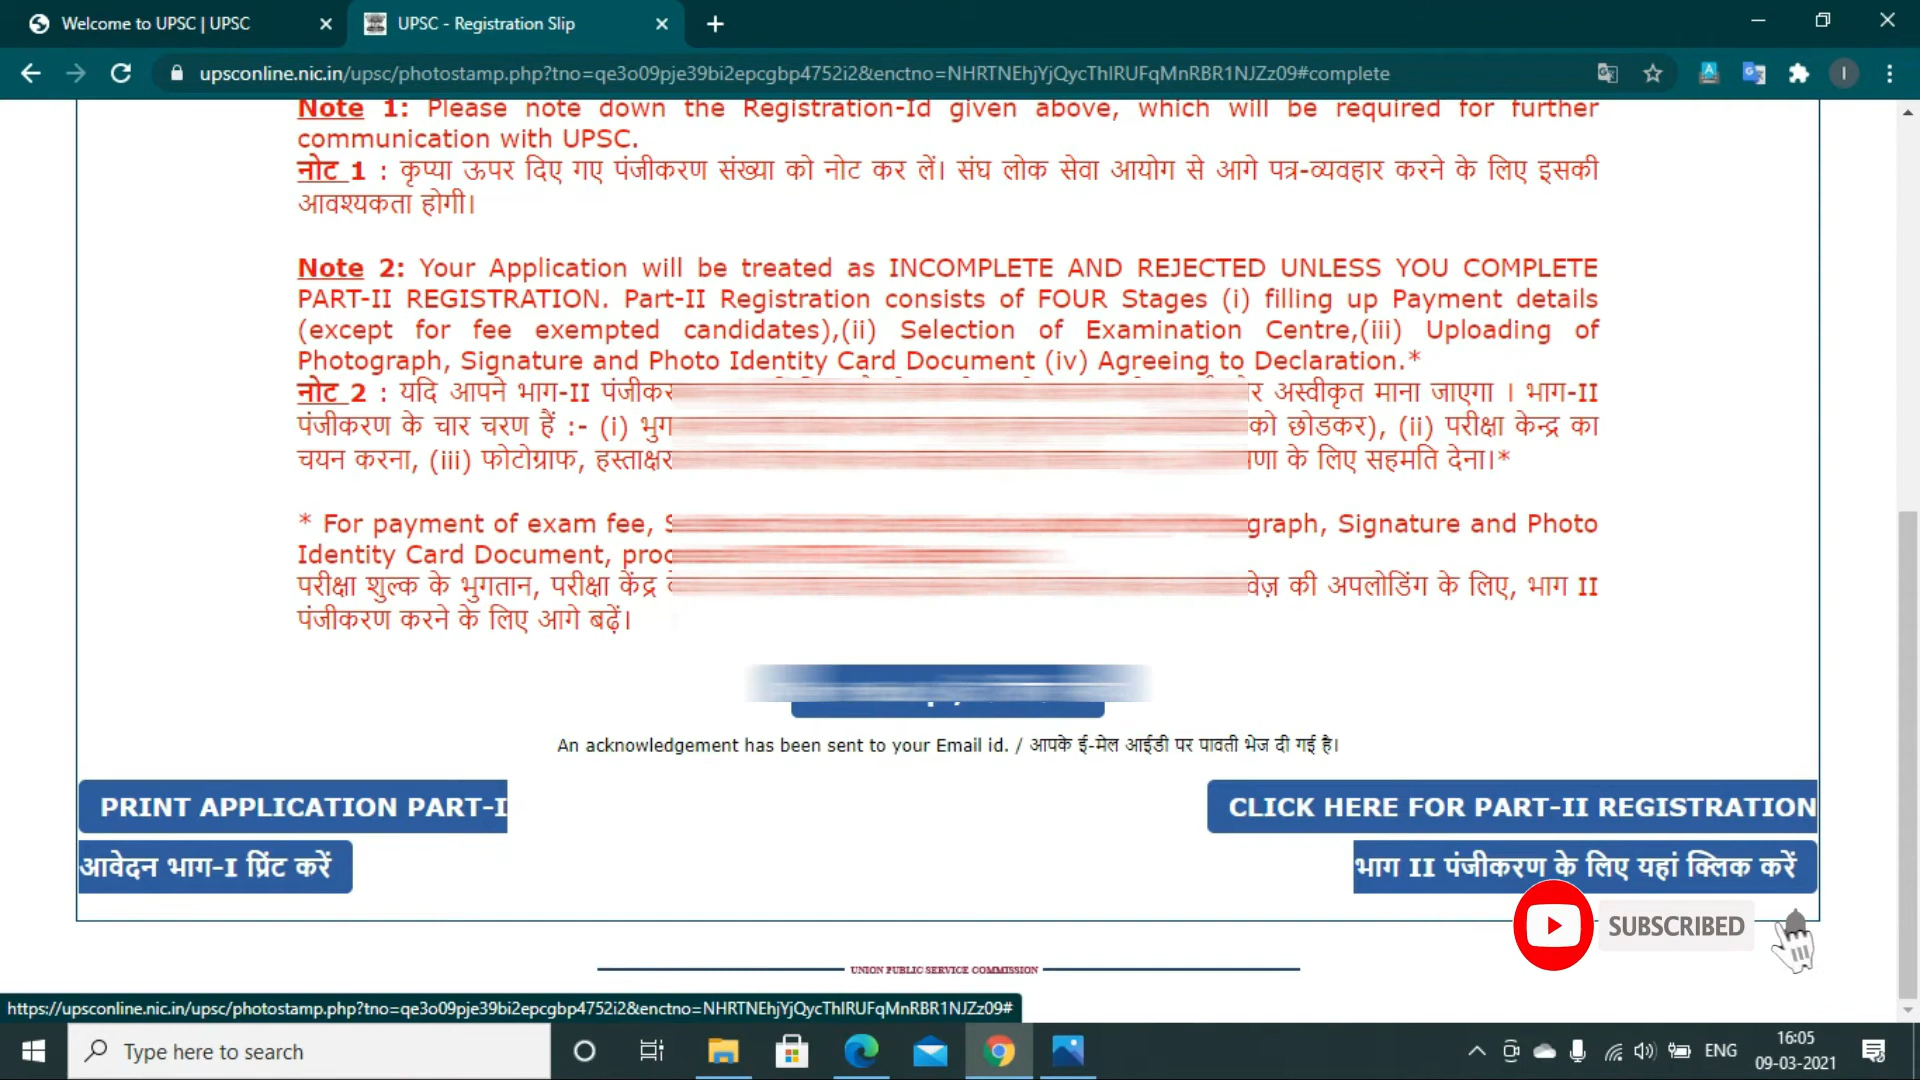 Welcome to UPSC | UPSC
UPSC - Registration Slip
upsconline.nic.in/upsc/photostamp.php?tno=qe3o09pje39bi2epcgbp4752i2&enctno=NHRTNEhjYjQycThlRUFqMnRBR1NJZz09#complete
Note 1: Please note down the Registration-Id given above, which will be required for further
communication with UPSC.
नोट 1 : कृप्या ऊपर दिए गए पंजीकरण संख्या को नोट कर लें। संघ लोक सेवा आयोग से आगे पत्र-व्यवहार करने के लिए इसकी
आवश्यकता होगी।
Note 2: Your Application will be treated as INCOMPLETE AND REJECTED UNLESS YOU COMPLETE
PART-II REGISTRATION. Part-II Registration consists of FOUR Stages (i) filling up Payment details
(except for fee exempted candidates),(ii) Selection of Examination Centre,(iii) Uploading of
Photograph, Signature and Photo Identity Card Document (iv) Agreeing to Declaration.*
नोट 2 : यदि आपने भाग-II अस्वीकृत माना जाएगा । भाग-II
पंजीकरण के चार चरण हैं :- (i) को छोडकर), (ii) परीक्षा केन्द्र का
चयन करना, (iii) फोटोग्राफ, हस्ताक्षर के लिए सहमति देना।*
* For payment of exam fee, Signature and Photo
Identity Card Document,
परीक्षा शुल्क के भुगतान, परीक्षा केंद्र की अपलोडिंग के लिए, भाग II
पंजीकरण करने के लिए आगे बढ़ें।
An acknowledgement has been sent to your Email id. / आपके ई-मेल आईडी पर पावती भेज दी गई है।
PRINT APPLICATION PART-I
CLICK HERE FOR PART-II REGISTRATION
आवेदन भाग-I प्रिंट करें
भाग II पंजीकरण के लिए यहां क्लिक करें
SUBSCRIBED
UNION PUBLIC SERVICE COMMISSION
https://upsconline.nic.in/upsc/photostamp.php?tno=qe3o09pje39bi2epcgbp4752i2&enctno=NHRTNEhjYjQycThlRUFqMnRBR1NJZz09#
Type here to search
ENG
16:05
09-03-2021